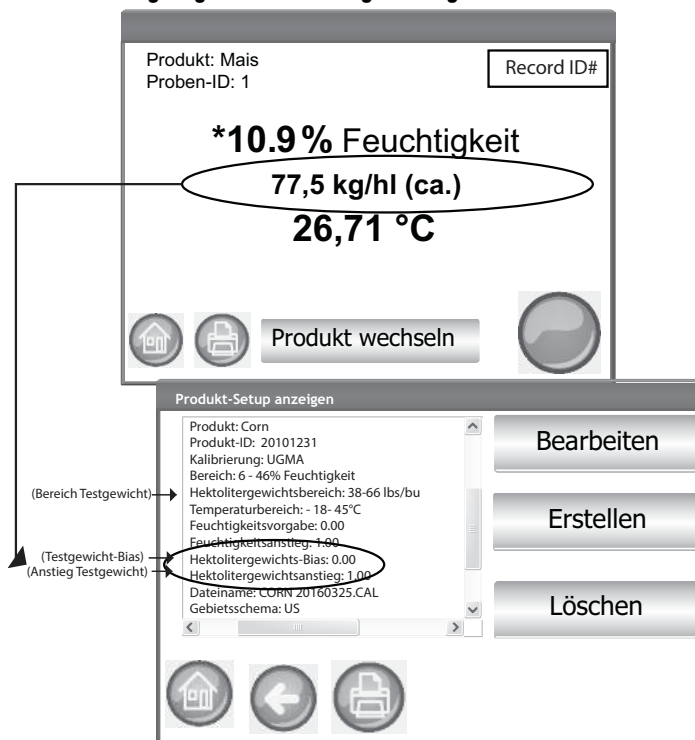 Produkt: Mais
Proben-ID: 1
Record ID#
*10.9 % Feuchtigkeit
77,5 kg/hl (ca.)
26,71 °C
Produkt wechseln
Produkt-Setup anzeigen
Produkt: Corn
Produkt-ID: 20101231
Kalibrierung: UGMA
Bereich: 6 - 46% Feuchtigkeit
(Bereich Testgewicht)
Hektolitergewichtsbereich: 38-66 lbs/bu
Temperaturbereich: - 18- 45°C
Feuchtigkeitsvorgabe: 0.00
Feuchtigkeitsanstieg: 1.00
(Testgewicht-Bias)
Hektolitergewichts-Bias: 0.00
(Anstieg Testgewicht)
Hektolitergewichtsanstieg: 1.00
Dateiname: CORN 20160325.CAL
Gebietsschema: US
Bearbeiten
Erstellen
Löschen